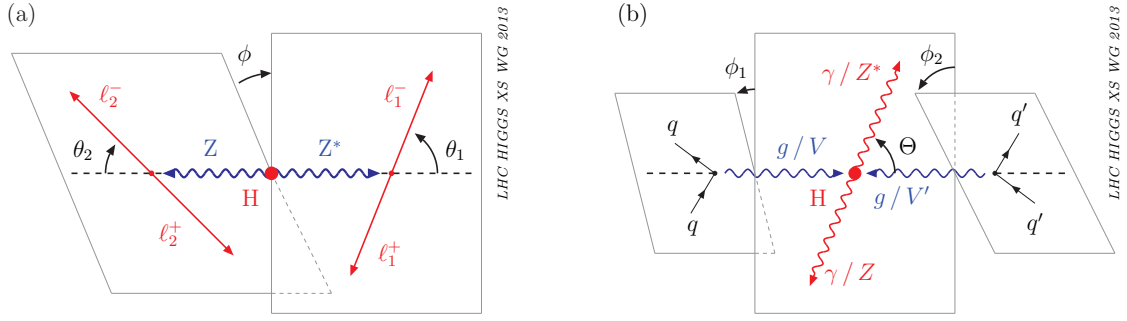 (a)
ϕ
ℓ₂⁻
ℓ₁⁻
θ₂
Z
Z*
θ₁
H
ℓ₂⁺
ℓ₁⁺
LHC HIGGS XS WG 2013
(b)
ϕ₁
γ / Z*
ϕ₂
q
g / V
Θ
q′
H
g / V′
q
q′
γ / Z
LHC HIGGS XS WG 2013